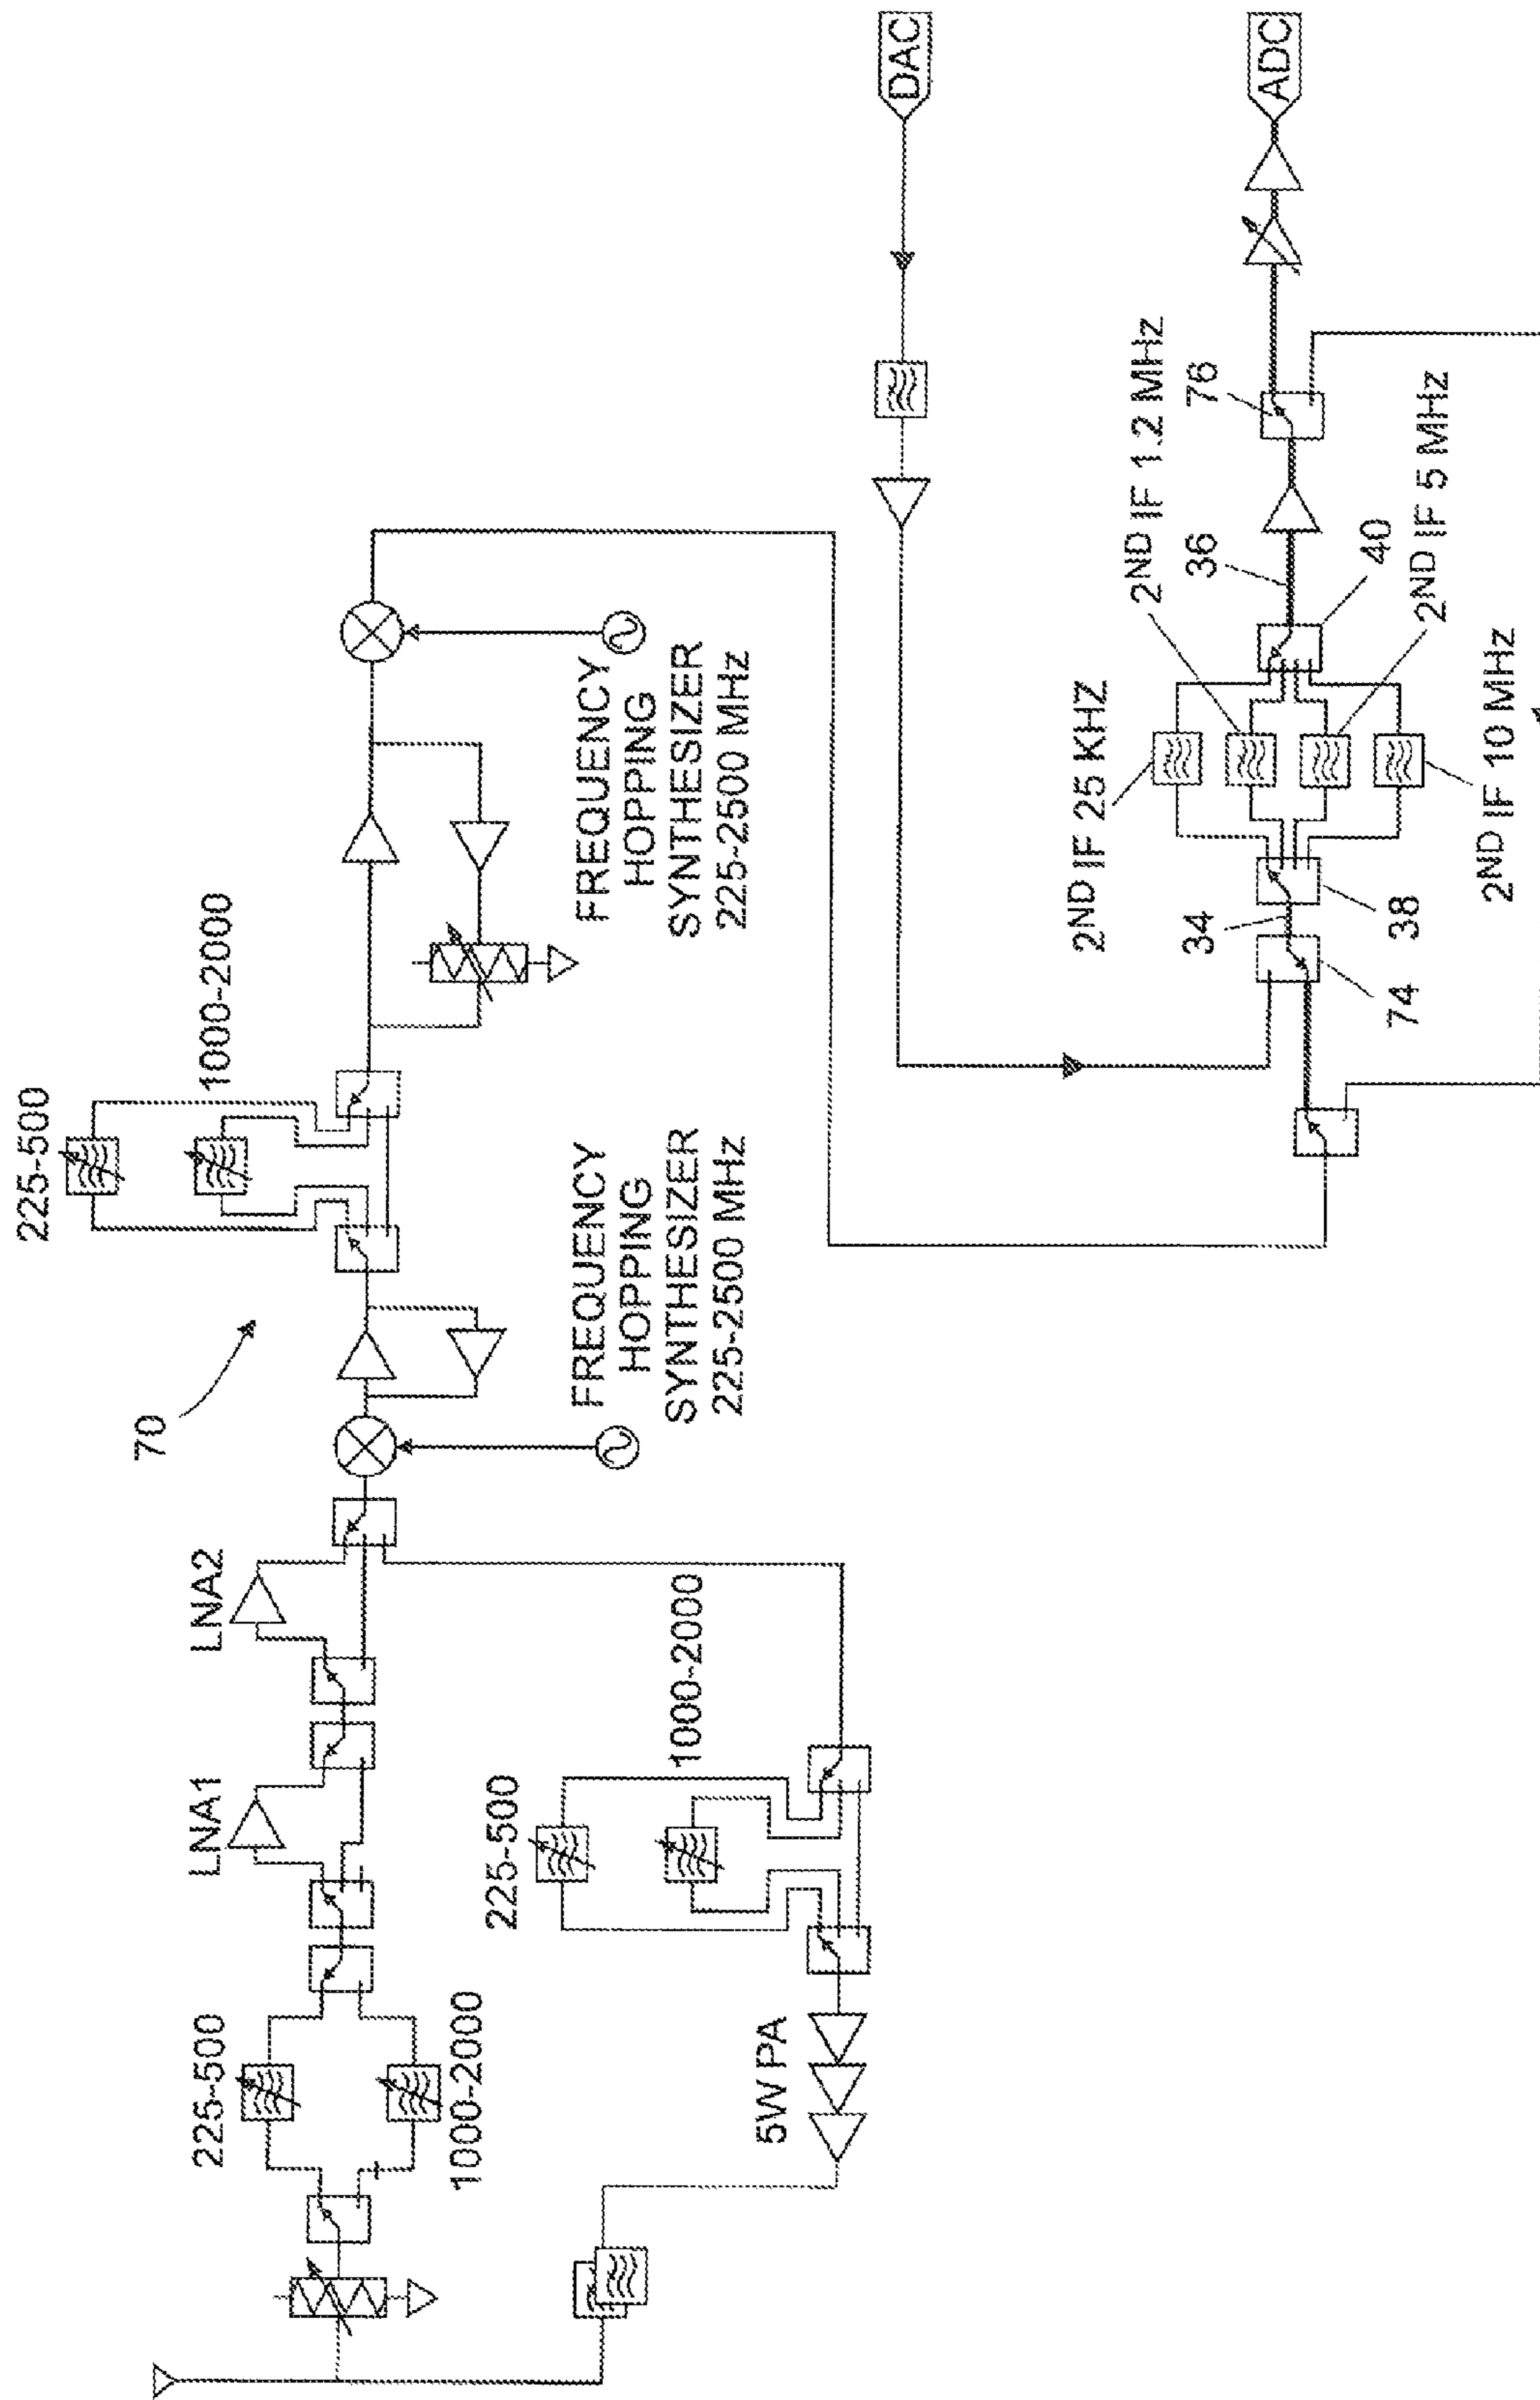 70
225-500
1000-2000
LNA1
LNA2
225-500
1000-2000
FREQUENCY
HOPPING
SYNTHESIZER
225-2500 MHz
FREQUENCY
HOPPING
SYNTHESIZER
225-2500 MHz
5W PA
225-500
1000-2000
DAC
2ND IF 25 KHZ
2ND IF 1.2 MHz
34
36
76
ADC
74
38
40
2ND IF 10 MHz
2ND IF 5 MHz